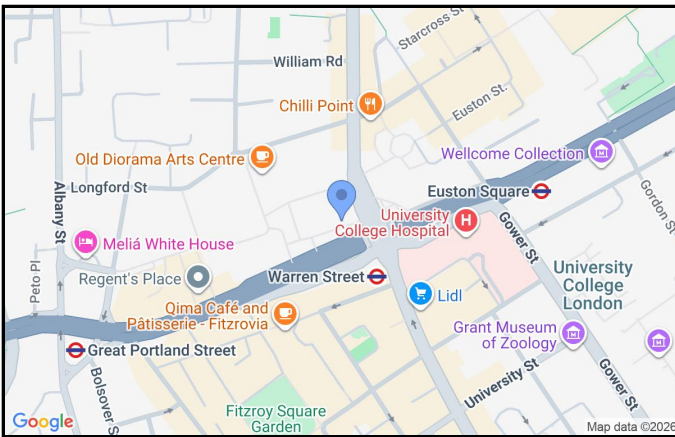 Starcross St
William Rd
Chilli Point
Euston St.
Old Diorama Arts Centre
Wellcome Collection
Longford St
Albany St
Euston Square
Gordon St
University
College Hospital
Gower St
Meliá White House
Peto Pl
Regent's Place
Warren Street
University
College
London
Lidl
Qima Café and
Pâtisserie - Fitzrovia
Grant Museum
of Zoology
Great Portland Street
Bolsover S
University St
Gower St
Fitzroy Square
Garden
Google
Map data ©2026